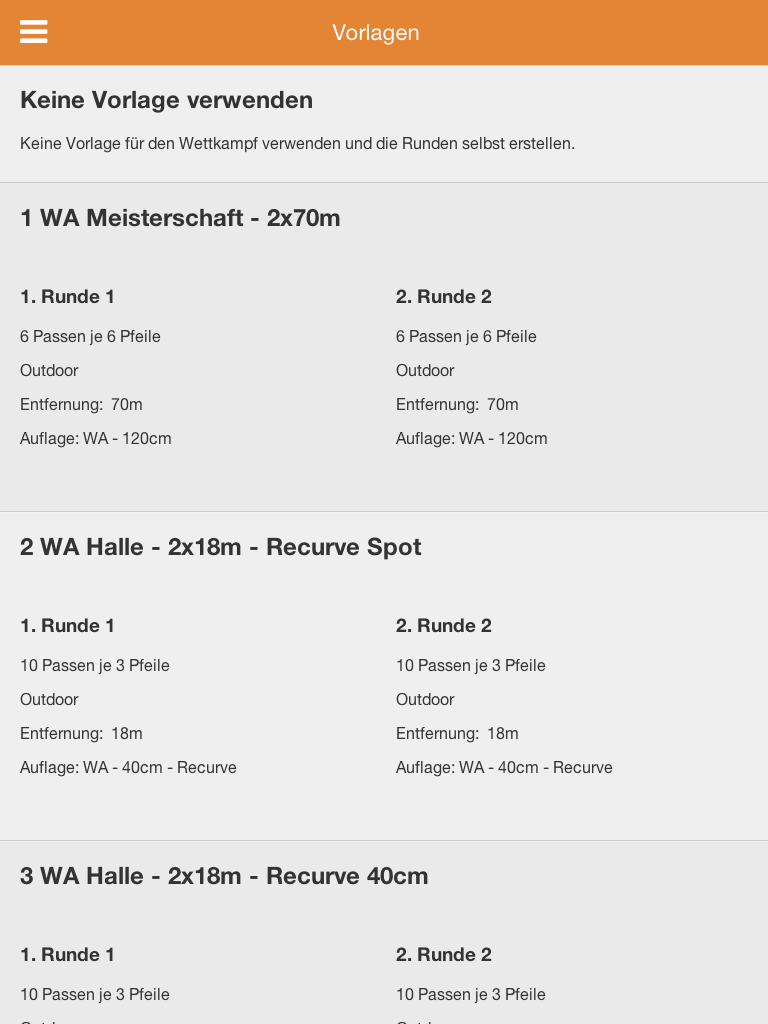 Vorlagen
Keine Vorlage verwenden
Keine Vorlage für den Wettkampf verwenden und die Runden selbst erstellen.
1 WA Meisterschaft - 2x70m
1. Runde 1
6 Passen je 6 Pfeile
Outdoor
Entfernung:  70m
Auflage: WA - 120cm
2. Runde 2
6 Passen je 6 Pfeile
Outdoor
Entfernung:  70m
Auflage: WA - 120cm
2 WA Halle - 2x18m - Recurve Spot
1. Runde 1
10 Passen je 3 Pfeile
Outdoor
Entfernung:  18m
Auflage: WA - 40cm - Recurve
2. Runde 2
10 Passen je 3 Pfeile
Outdoor
Entfernung:  18m
Auflage: WA - 40cm - Recurve
3 WA Halle - 2x18m - Recurve 40cm
1. Runde 1
10 Passen je 3 Pfeile
2. Runde 2
10 Passen je 3 Pfeile